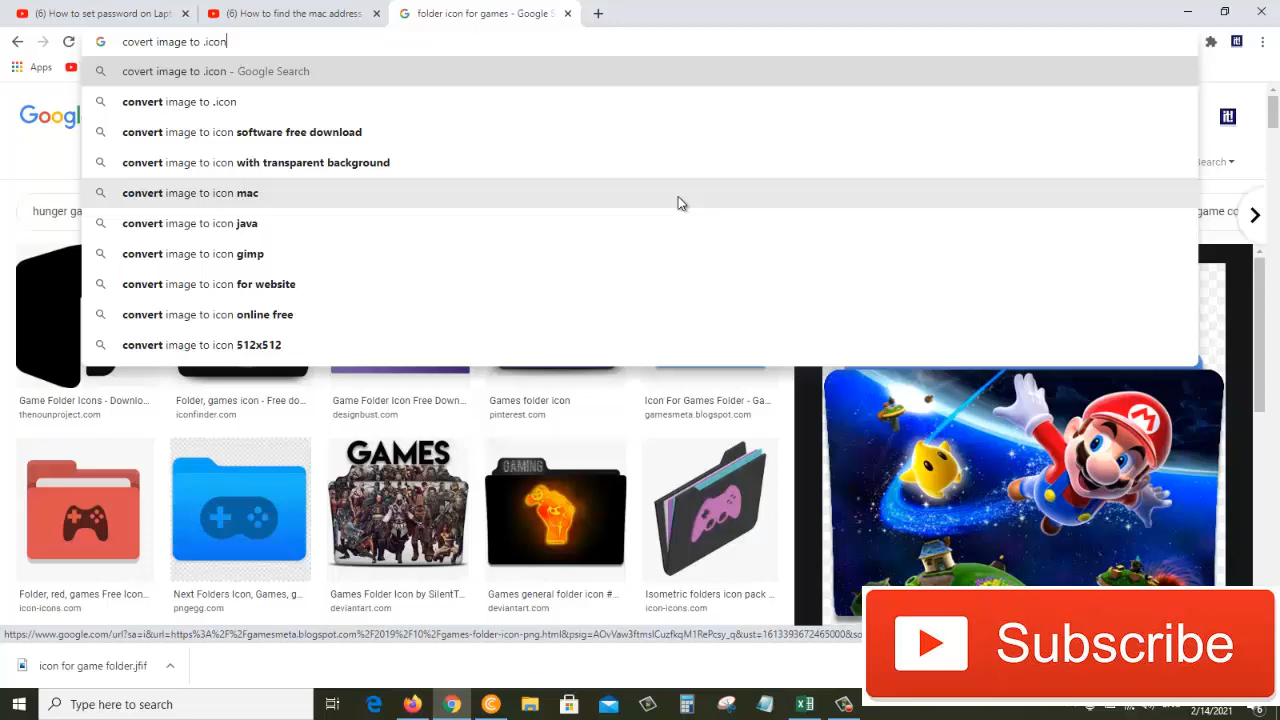 (6) How to set password on Lapt
(6) How to find the mac address
folder icon for games - Google S
covert image to .icon
Apps
covert image to .icon - Google Search
convert image to .icon
convert image to icon software free download
convert image to icon with transparent background
convert image to icon mac
convert image to icon java
convert image to icon gimp
convert image to icon for website
convert image to icon online free
convert image to icon 512x512
Googl
it!
hunger ga
Search
game co
Game Folder Icons - Downlo...
thenounproject.com
Folder, games icon - Free do...
iconfinder.com
Game Folder Icon Free Down...
designbust.com
Games folder icon
pinterest.com
Icon For Games Folder - Ga...
gamesmeta.blogspot.com
GAMES
GAMING
M
Folder, red, games Free Icon...
icon-icons.com
Next Folders Icon, Games, g...
pngegg.com
Games Folder Icon by SilentT...
deviantart.com
Games general folder icon #...
deviantart.com
Isometric folders icon pack ...
icon-icons.com
Subscribe
icon for game folder.jfif
Type here to search
2/14/2021